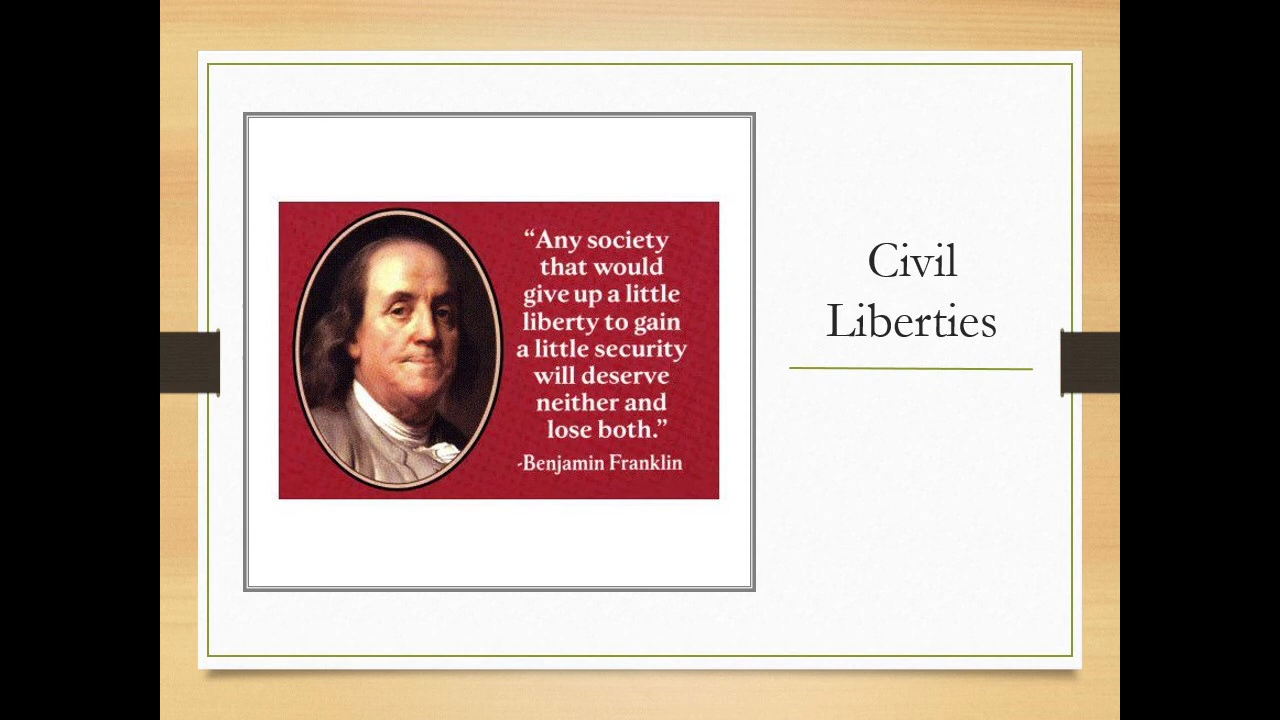 “Any society
that would
give up a little
liberty to gain
a little security
will deserve
neither and
lose both.”
-Benjamin Franklin
Civil
Liberties